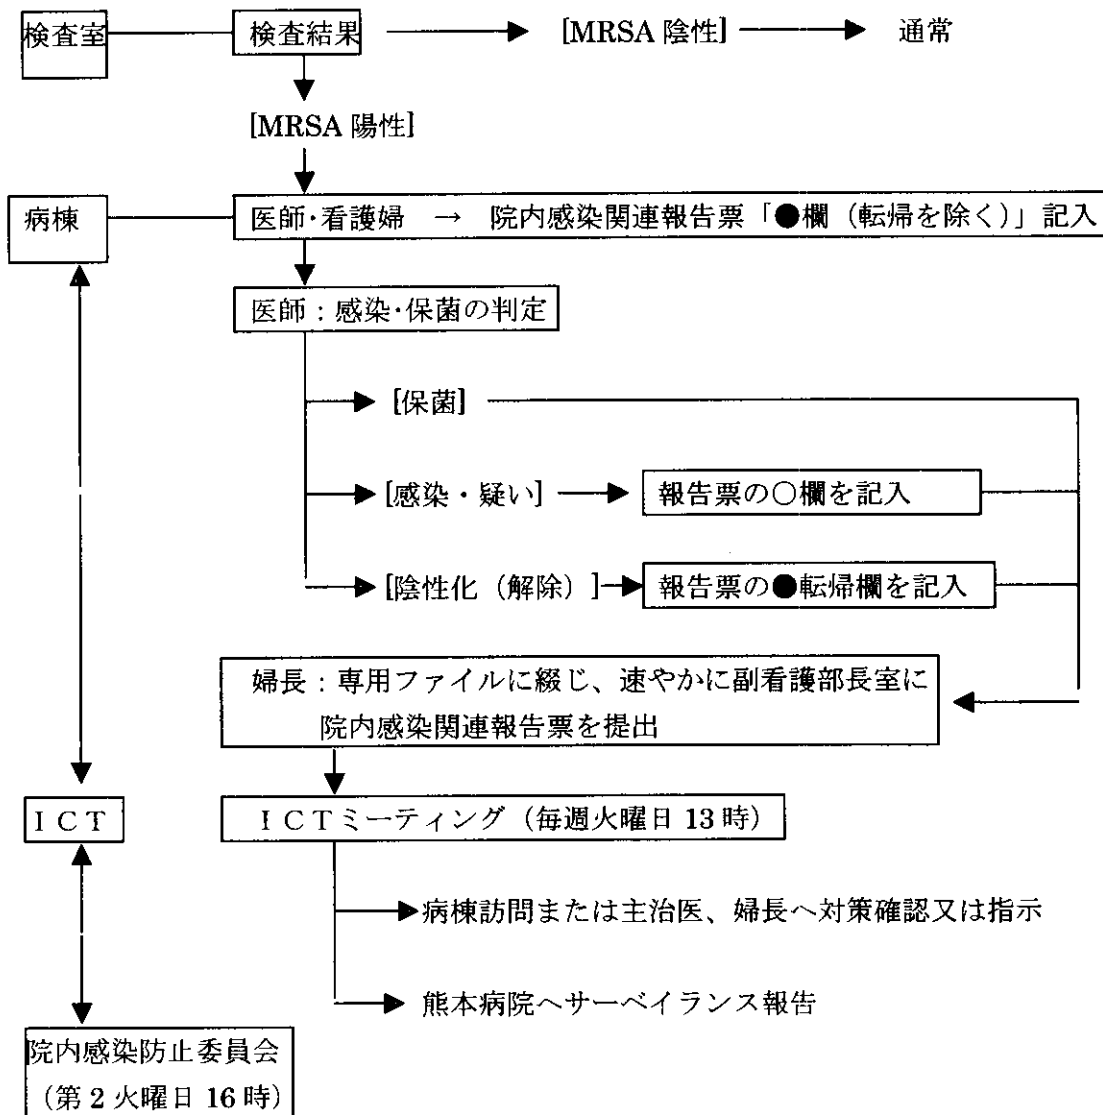 検査室 検査結果 [MRSA 陰性] 通常
[MRSA 陽性]
病棟 医師・看護婦 → 院内感染関連報告票「●欄（転帰を除く）」記入
医師：感染・保菌の判定
[保菌]
[感染・疑い] 報告票の○欄を記入
[陰性化（解除）] 報告票の●転帰欄を記入
婦長：専用ファイルに綴じ、速やかに副看護部長室に
院内感染関連報告票を提出
ＩＣＴ ＩＣＴミーティング（毎週火曜日 13 時）
病棟訪問または主治医、婦長へ対策確認又は指示
熊本病院へサーベイランス報告
院内感染防止委員会
（第 2 火曜日 16 時）